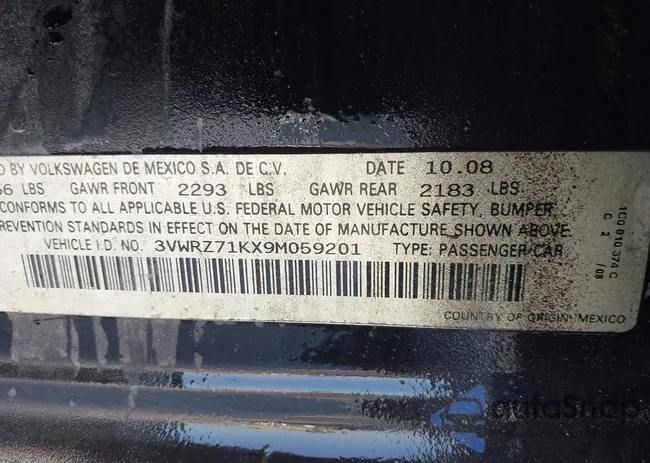 D BY VOLKSWAGEN DE MEXICO S.A. DE C.V. DATE 10.08
66 LBS GAWR FRONT 2293 LBS GAWR REAR 2183 LBS
CONFORMS TO ALL APPLICABLE U.S. FEDERAL MOTOR VEHICLE SAFETY, BUMPER,
REVENTION STANDARDS IN EFFECT ON THE DATE OF MANUFACTURE SHOWN ABOVE.
VEHICLE I.D. NO. 3VWRZ71KX9M059201 TYPE: PASSENGER CAR
COUNTRY OF ORIGIN: MEXICO
1C0 010 374 C
C 2 /08
autoSnap